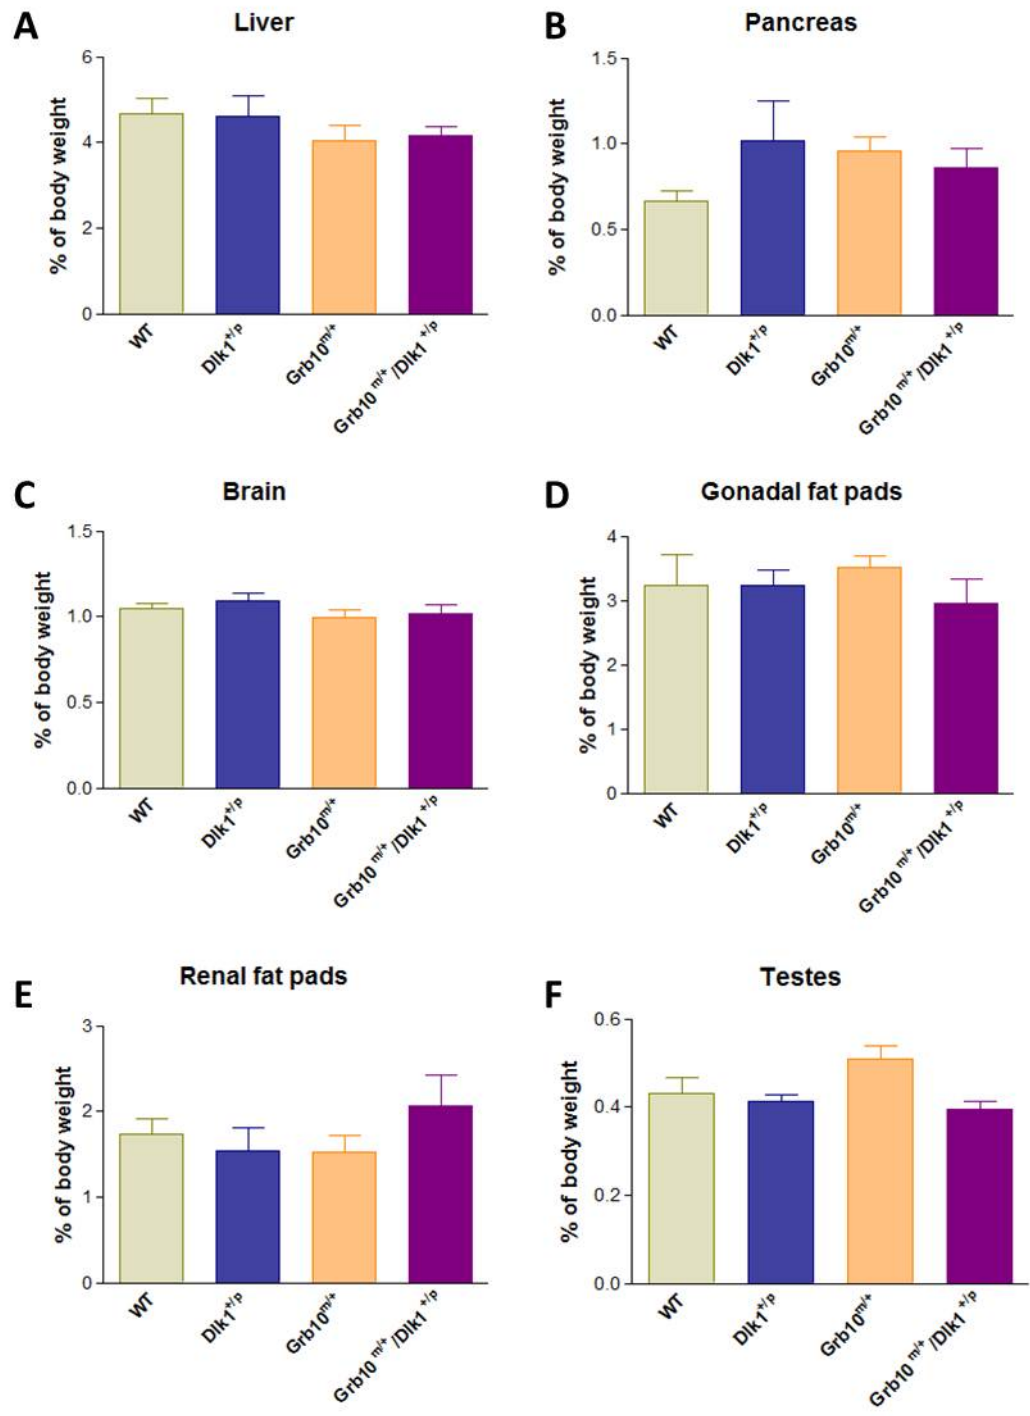 A
Liver
% of body weight
6
4
2
0
WT
Dlk1+/p
Grb10m/+
Grb10 m/+ /Dlk1 +/p
B
Pancreas
% of body weight
1.5
1.0
0.5
0.0
WT
Dlk1+/p
Grb10m/+
Grb10 m/+ /Dlk1 +/p
C
Brain
% of body weight
1.5
1.0
0.5
0.0
WT
Dlk1+/p
Grb10m/+
Grb10 m/+ /Dlk1 +/p
D
Gonadal fat pads
% of body weight
4
3
2
1
0
WT
Dlk1+/p
Grb10m/+
Grb10 m/+ /Dlk1 +/p
E
Renal fat pads
% of body weight
3
2
1
0
WT
Dlk1+/p
Grb10m/+
Grb10 m/+ /Dlk1 +/p
F
Testes
% of body weight
0.6
0.4
0.2
0.0
WT
Dlk1+/p
Grb10m/+
Grb10 m/+ /Dlk1 +/p